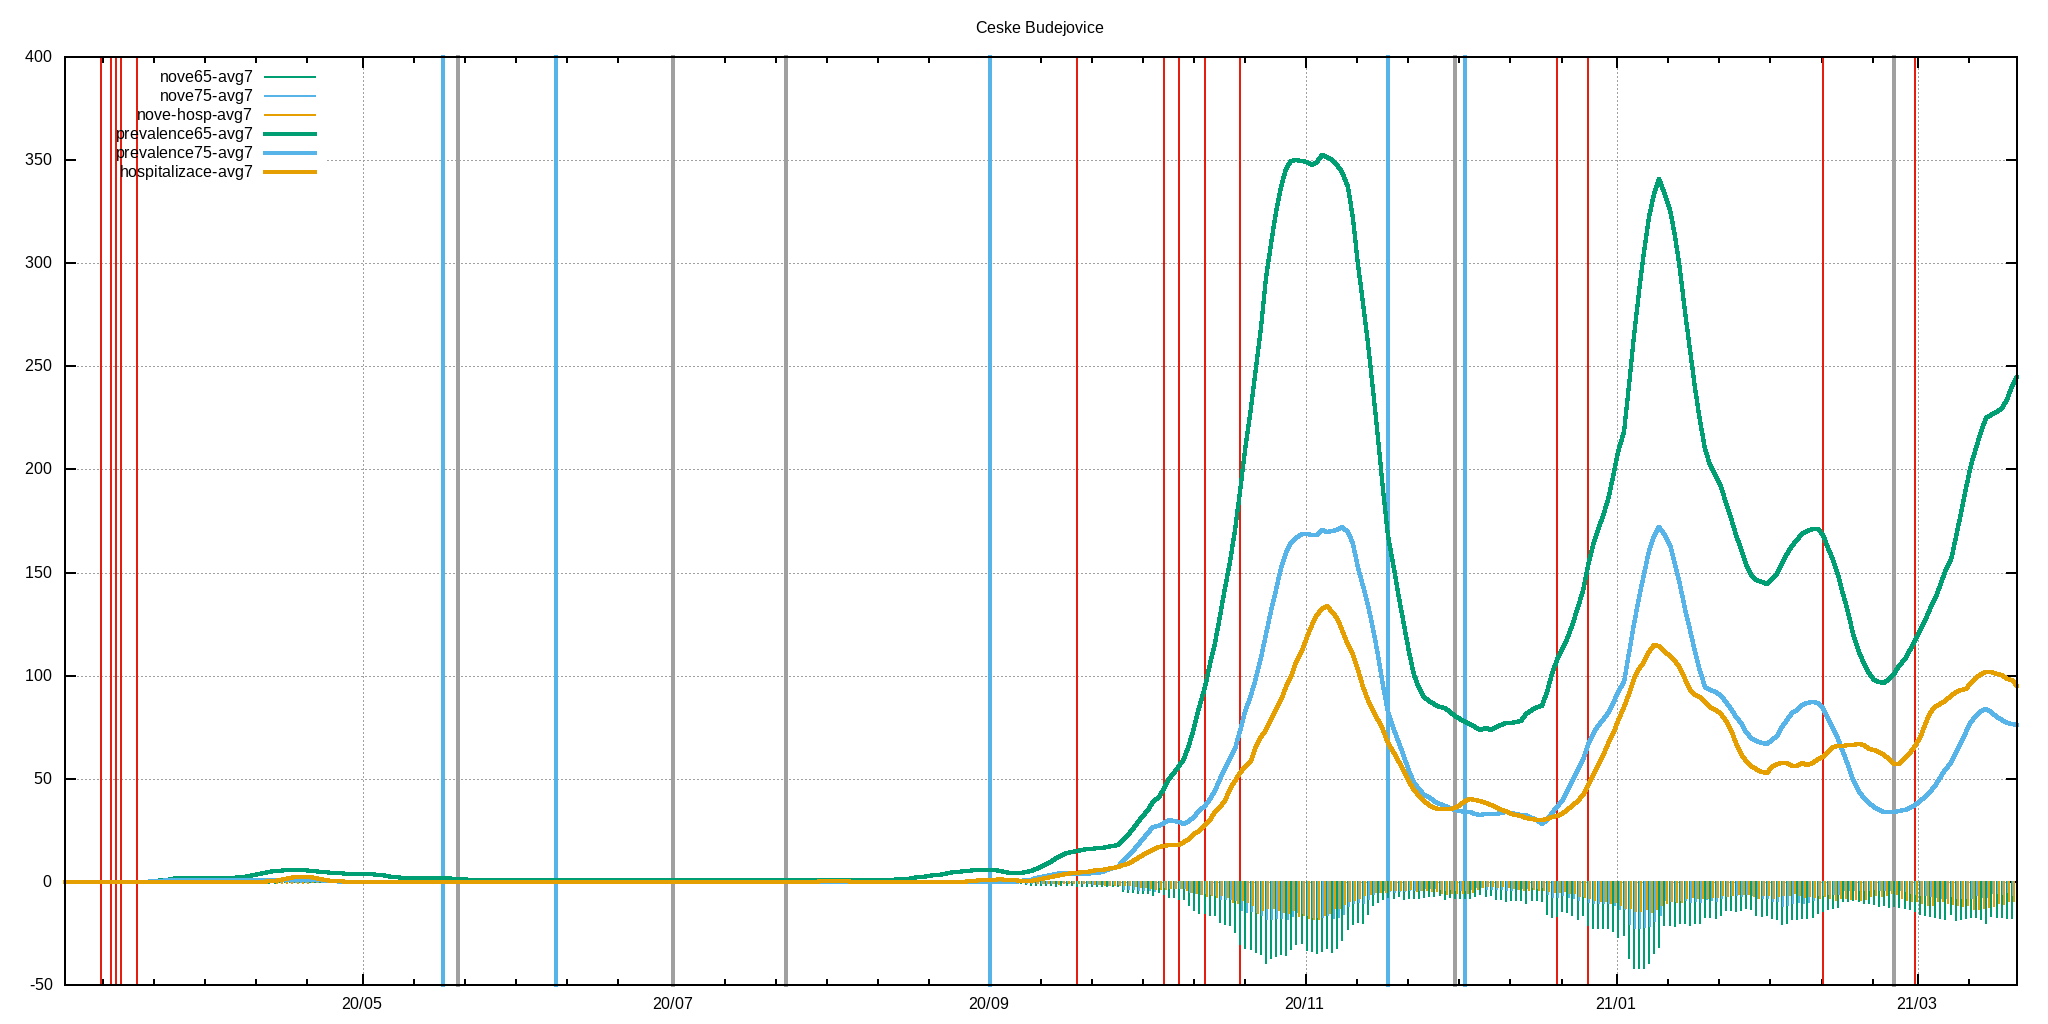 Ceske Budejovice
400
350
300
250
200
150
100
50
0
-50
nove65-avg7
nove75-avg7
nove-hosp-avg7
prevalence65-avg7
prevalence75-avg7
hospitalizace-avg7
20/05
20/07
20/09
20/11
21/01
21/03